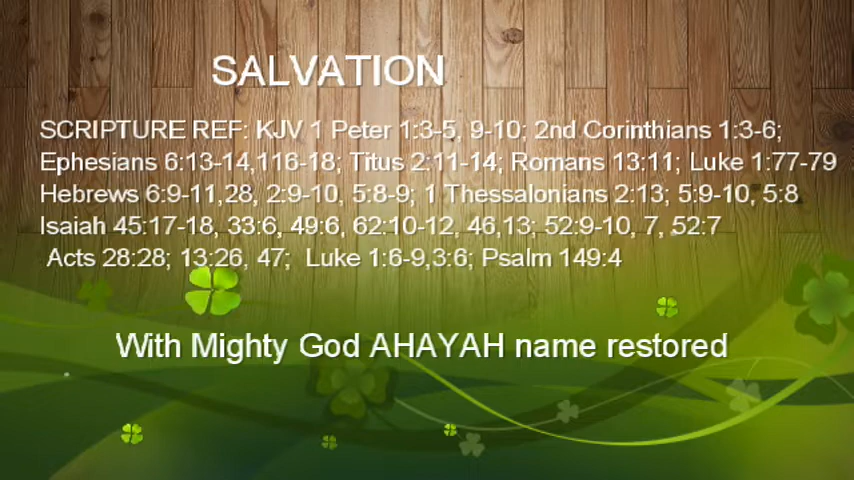 SALVATION
SCRIPTURE REF: KJV 1 Peter 1:3-5, 9-10; 2nd Corinthians 1:3-6;
Ephesians 6:13-14,116-18; Titus 2:11-14; Romans 13:11; Luke 1:77-79
Hebrews 6:9-11,28, 2:9-10, 5:8-9; 1 Thessalonians 2:13; 5:9-10, 5:8
Isaiah 45:17-18, 33:6, 49:6, 62:10-12, 46,13; 52:9-10, 7, 52:7
Acts 28:28; 13:26, 47; Luke 1:6-9,3:6; Psalm 149:4
With Mighty God AHAYAH name restored